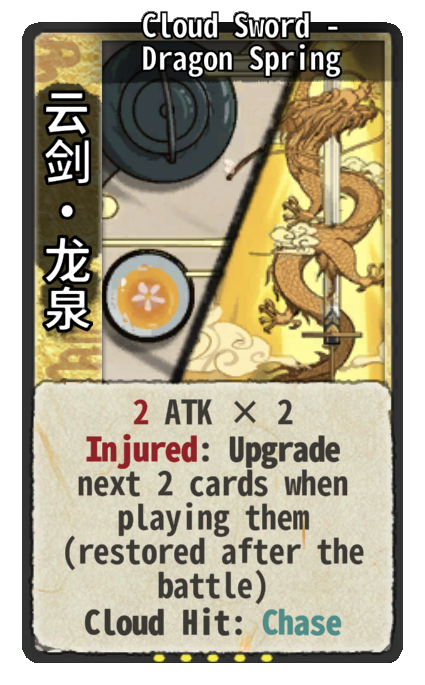 Cloud Sword -
Dragon Spring
云剑・龙泉
2 ATK × 2
Injured: Upgrade
next 2 cards when
playing them
(restored after the
battle)
Cloud Hit: Chase